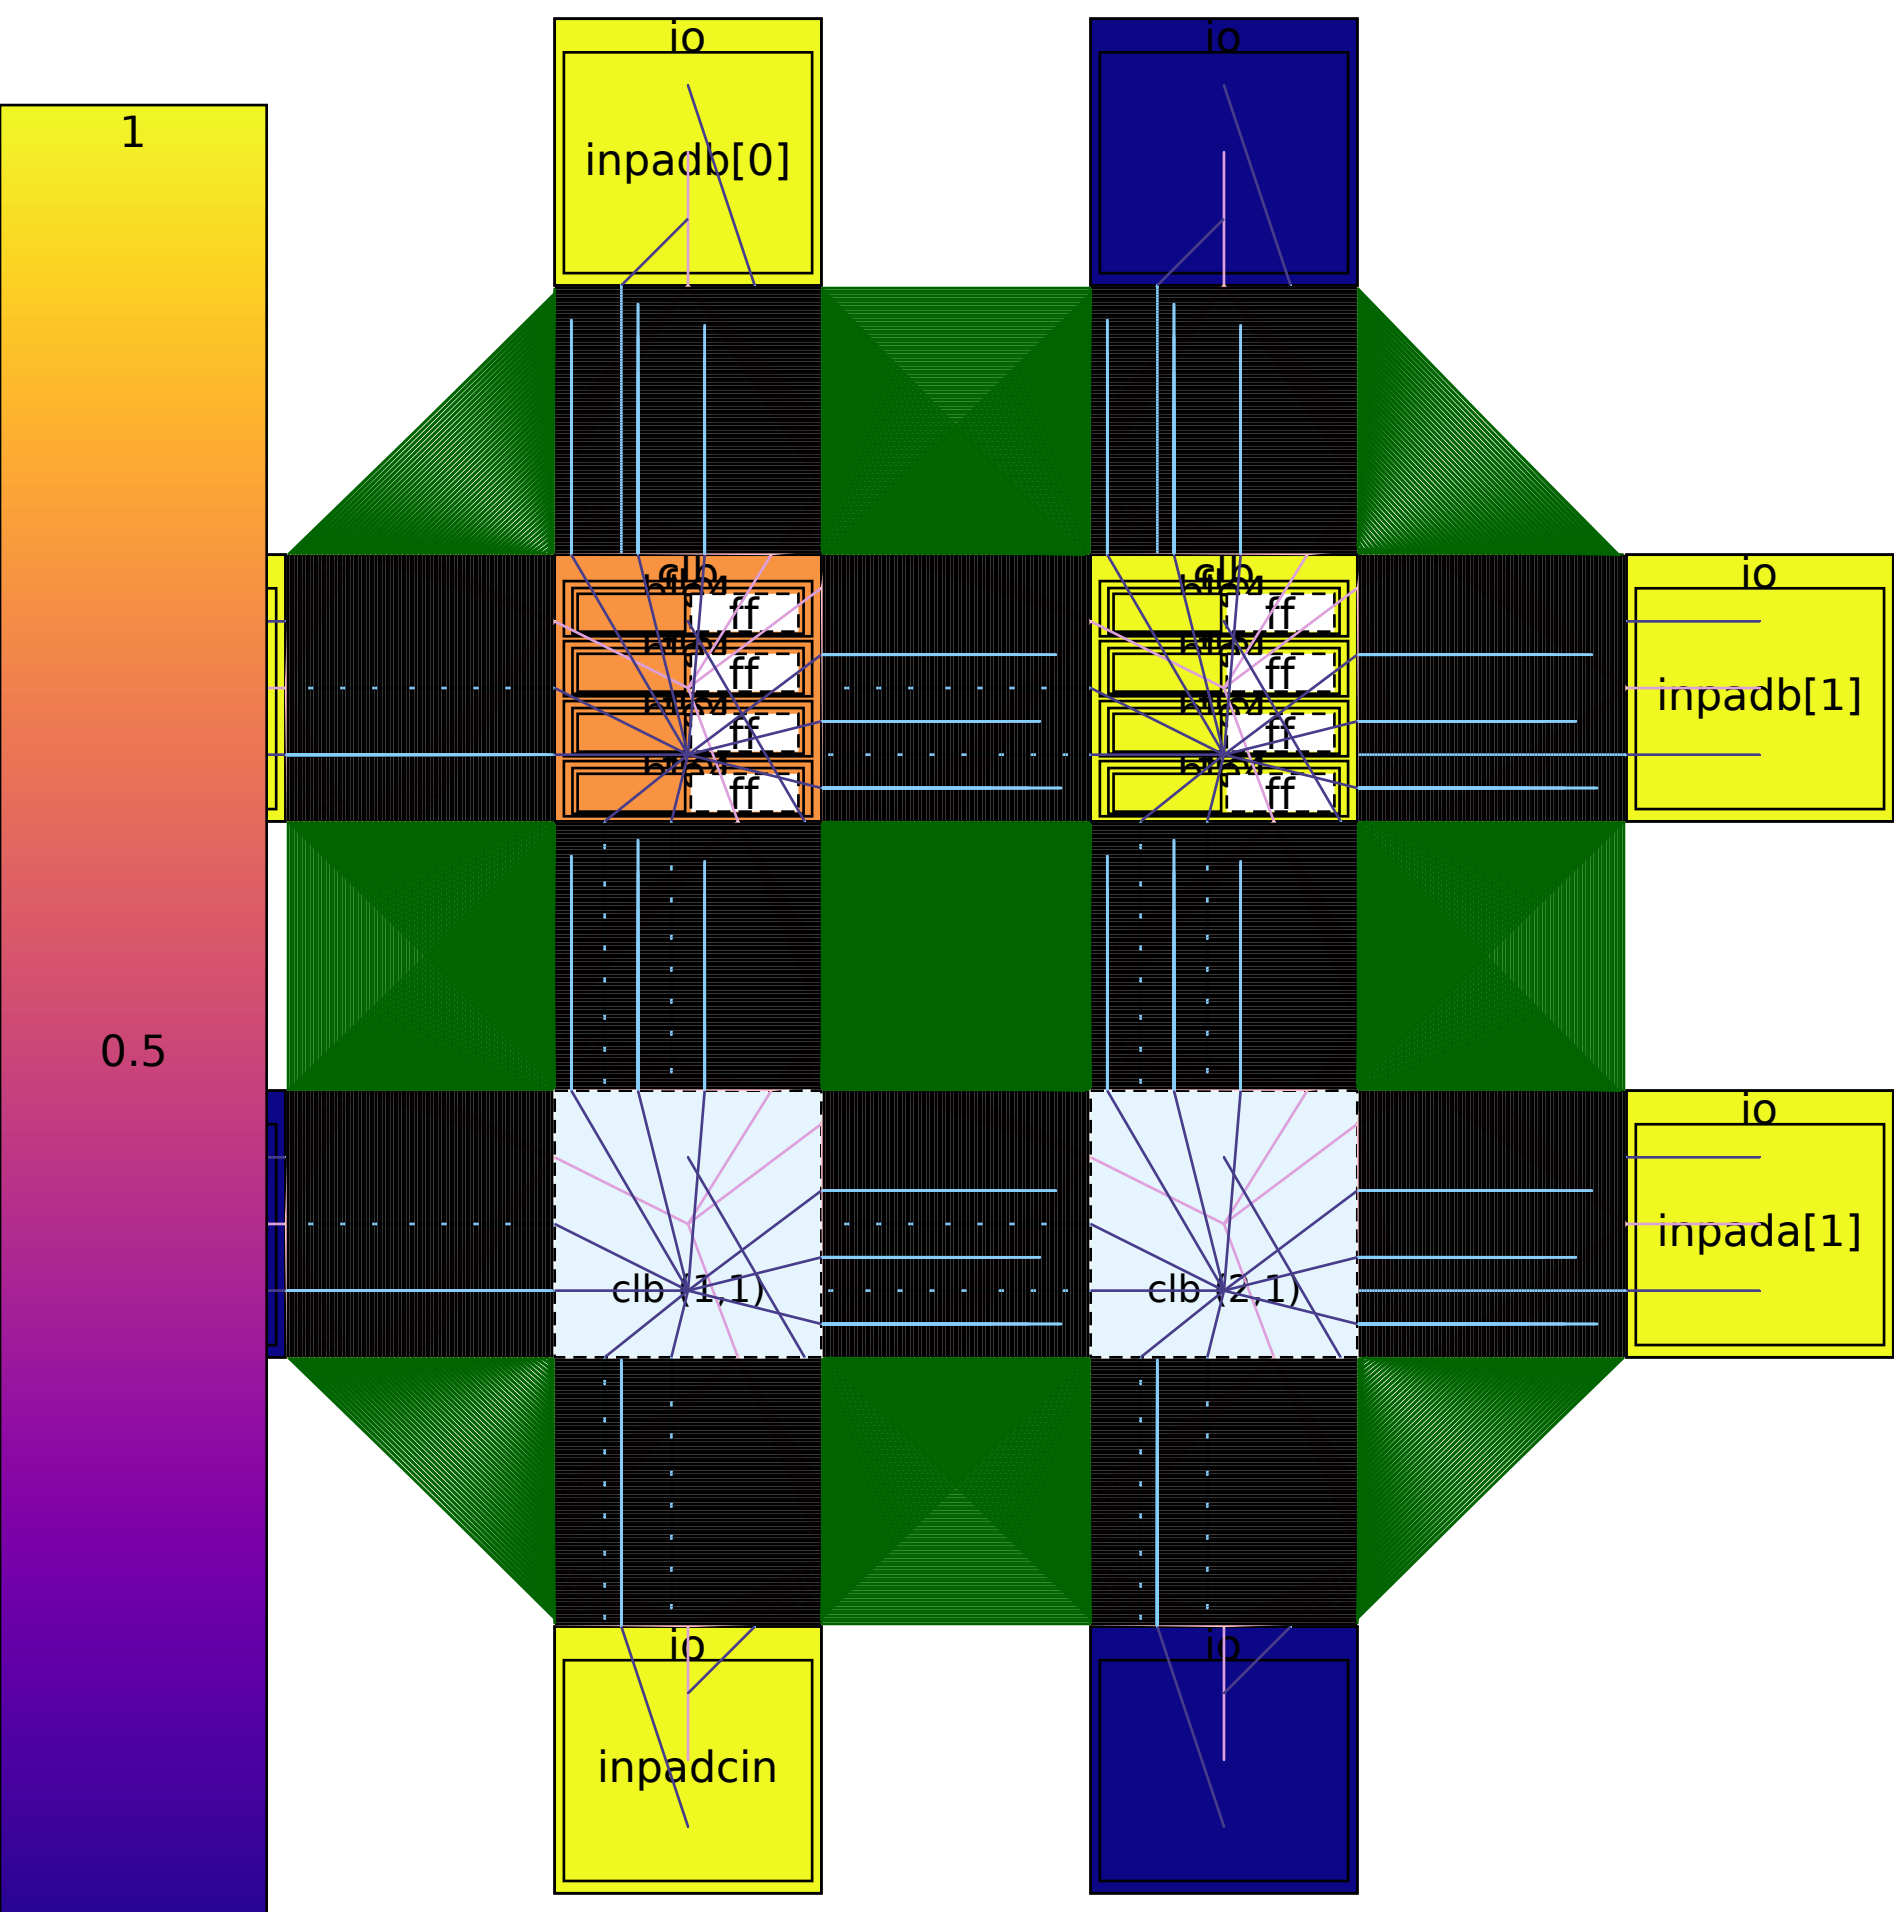 io
io
1
inpadb[0]
clb
clb
io
ff
ff
ff
ff
inpadb[1]
ff
ff
ff
ff
0.5
io
inpada[1]
clb (1,1)
clb (2,1)
io
io
inpadcin